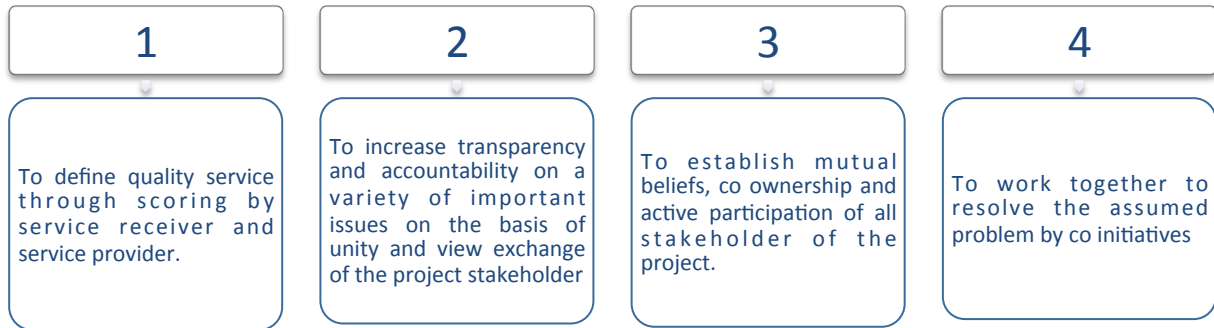 1
To define quality service
through scoring by
service receiver and
service provider.
2
To increase transparency
and accountability on a
variety of important
issues on the basis of
unity and view exchange
of the project stakeholder
3
To establish mutual
beliefs, co ownership and
active participation of all
stakeholder of the
project.
4
To work together to
resolve the assumed
problem by co initiatives